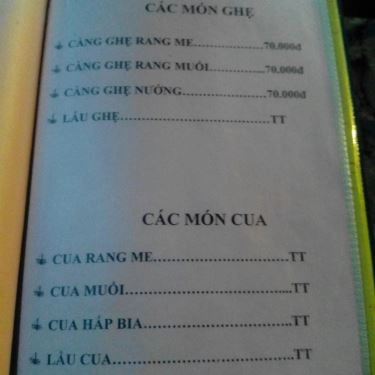 CÁC MÓN GHẸ
CÀNG GHẸ RANG ME..................70.000đ
CÀNG GHẸ RANG MUỐI..............70.000đ
CÀNG GHẸ NƯỚNG.....................70.000đ
LẨU GHẸ......................................TT
CÁC MÓN CUA
CUA RANG ME..................................TT
CUA MUỐI.........................................TT
CUA HẤP BIA.....................................TT
LẨU CUA.............................................TT